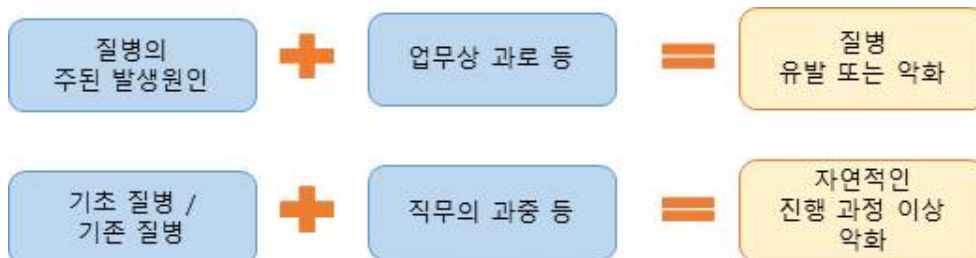 질병의
주된 발생원인
업무상 과로 등
질병
유발 또는 악화
기초 질병 /
기존 질병
직무의 과중 등
자연적인
진행 과정 이상
악화